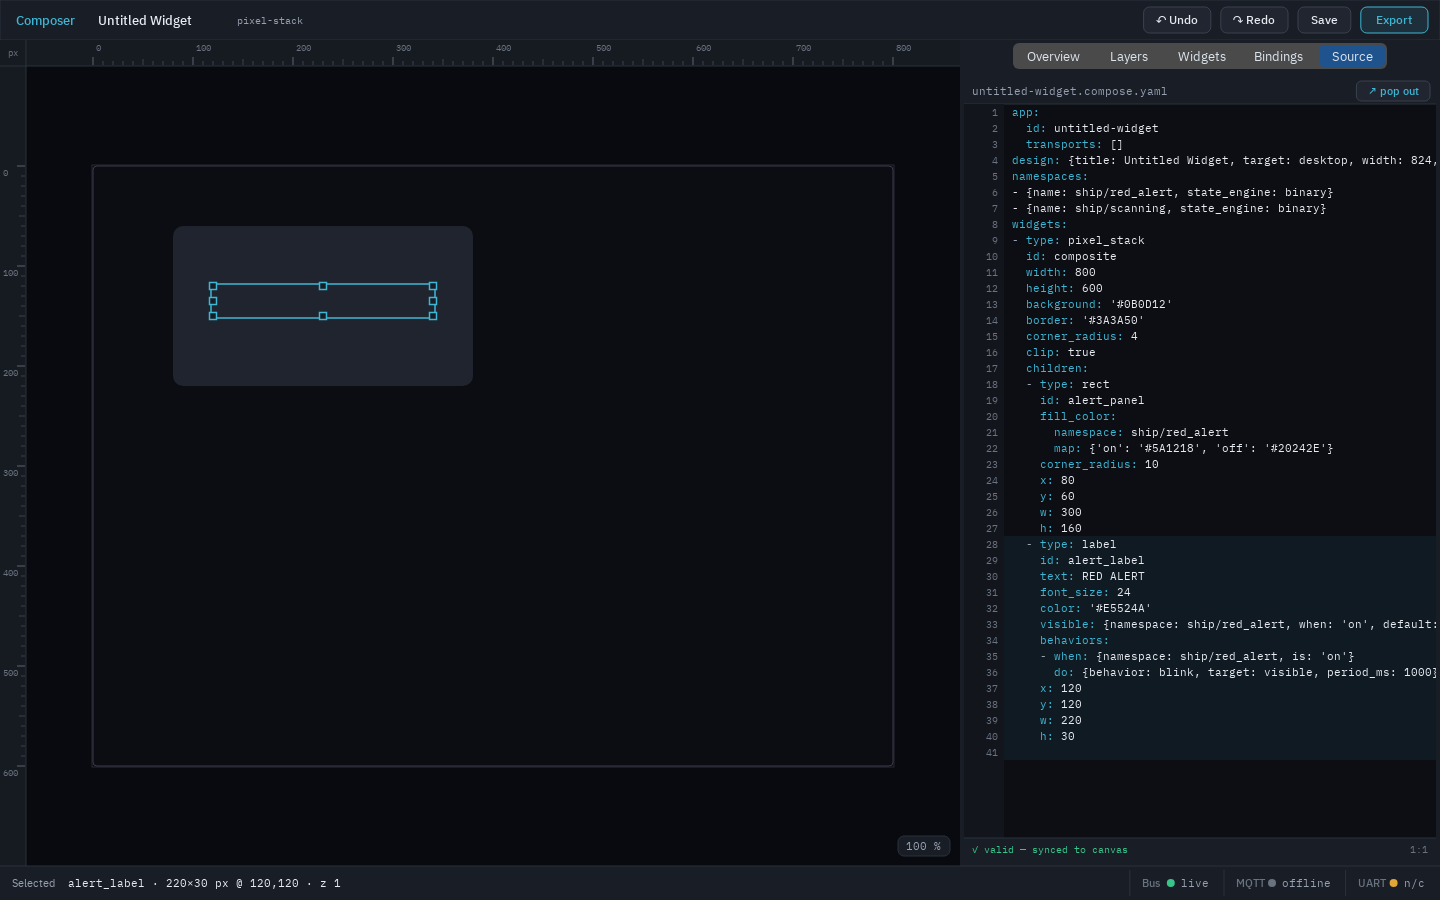 Composer Untitled Widget pixel-stack ↶ Undo ↷ Redo Save Export
px 0 100 200 300 400 500 600 700 800
Overview Layers Widgets Bindings Source
untitled-widget.compose.yaml ↗ pop out
1 app:
2 id: untitled-widget
3 transports: []
4 design: {title: Untitled Widget, target: desktop, width: 824,
5 namespaces:
6 - {name: ship/red_alert, state_engine: binary}
7 - {name: ship/scanning, state_engine: binary}
8 widgets:
9 - type: pixel_stack
10 id: composite
11 width: 800
12 height: 600
13 background: '#0B0D12'
14 border: '#3A3A50'
15 corner_radius: 4
16 clip: true
17 children:
18 - type: rect
19 id: alert_panel
20 fill_color:
21 namespace: ship/red_alert
22 map: {'on': '#5A1218', 'off': '#20242E'}
23 corner_radius: 10
24 x: 80
25 y: 60
26 w: 300
27 h: 160
28 - type: label
29 id: alert_label
30 text: RED ALERT
31 font_size: 24
32 color: '#E5524A'
33 visible: {namespace: ship/red_alert, when: 'on', default:
34 behaviors:
35 - when: {namespace: ship/red_alert, is: 'on'}
36 do: {behavior: blink, target: visible, period_ms: 1000}
37 x: 120
38 y: 120
39 w: 220
40 h: 30
41
0
100
200
300
400
500
600
100 %
✓ valid — synced to canvas 1:1
Selected alert_label · 220×30 px @ 120,120 · z 1 Bus live MQTT offline UART n/c